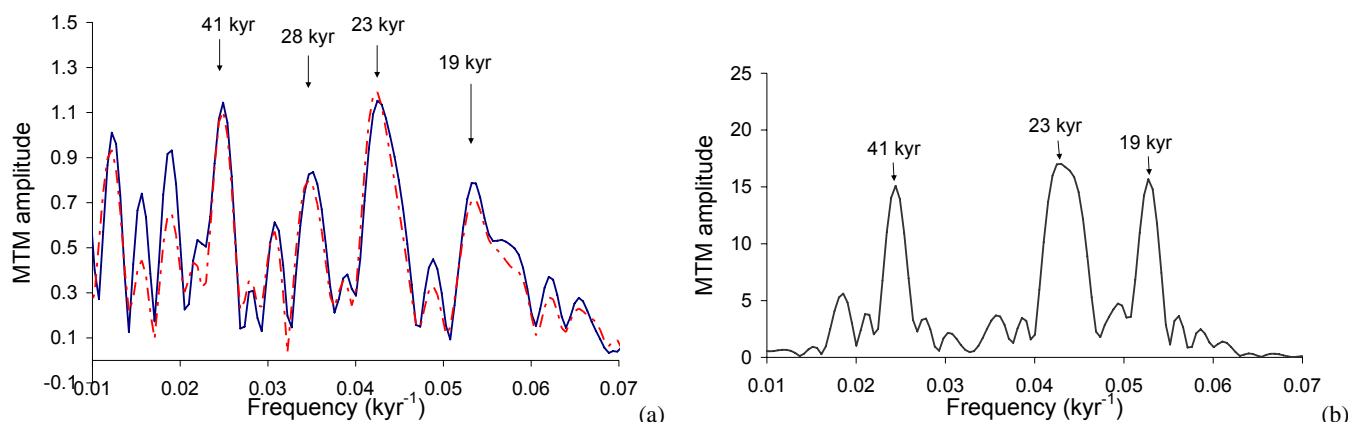 1.5
1.3
1.1
0.9
0.7
0.5
0.3
0.1
-0.1
MTM amplitude
41 kyr
28 kyr
23 kyr
19 kyr
0.01 0.02 0.03 0.04 0.05 0.06 0.07
Frequency (kyr-1)
(a)
25
20
15
10
5
0
MTM amplitude
41 kyr
23 kyr
19 kyr
0.01 0.02 0.03 0.04 0.05 0.06 0.07
Frequency (kyr-1)
(b)